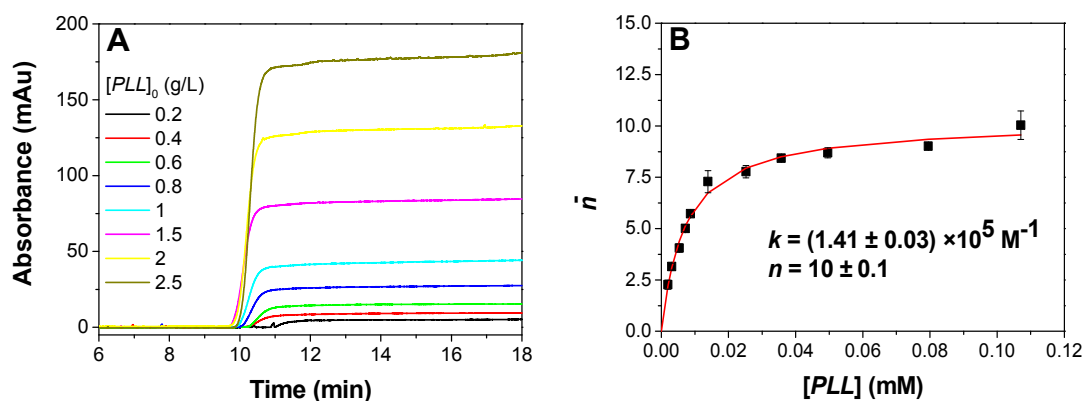 A
Absorbance (mAu)
200
150
100
50
0
[PLL]₀ (g/L)
0.2
0.4
0.6
0.8
1
1.5
2
2.5
6 8 10 12 14 16 18
Time (min)
B
n̄
15.0
12.5
10.0
7.5
5.0
2.5
0.0
k = (1.41 ± 0.03) ×10⁵ M⁻¹
n = 10 ± 0.1
0.00 0.02 0.04 0.06 0.08 0.10 0.12
[PLL] (mM)